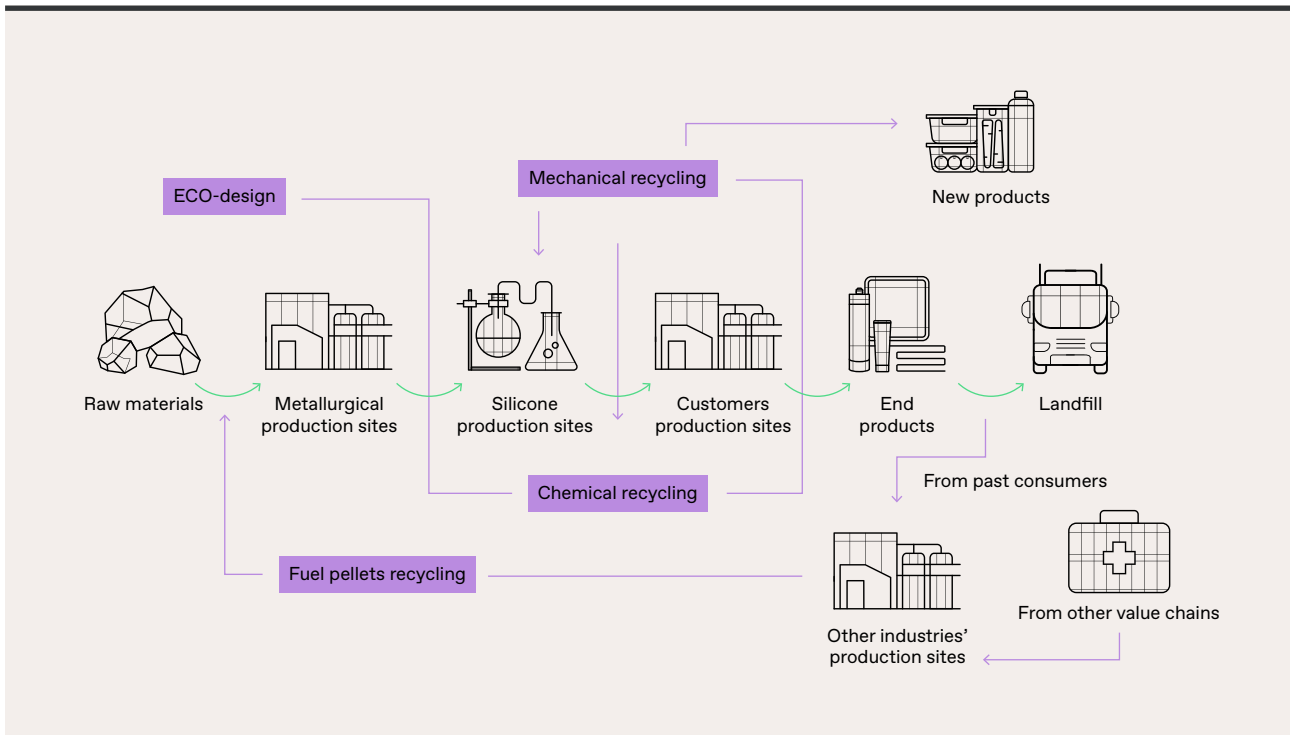 Mechanical recycling
ECO-design
New products
Raw materials
Metallurgical
production sites
Silicone
production sites
Customers
production sites
End
products
Landfill
From past consumers
Chemical recycling
Fuel pellets recycling
From other value chains
Other industries’
production sites